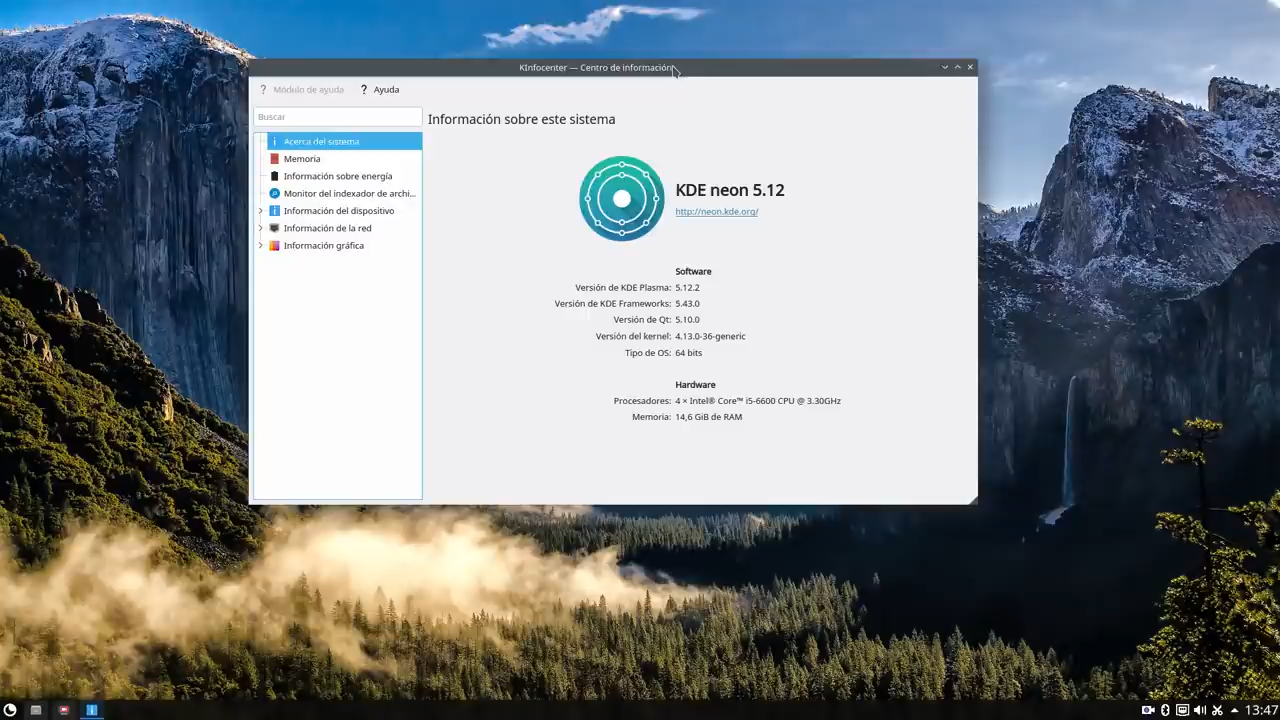 KInfocenter — Centro de información
Módulo de ayuda
Ayuda
Buscar
Información sobre este sistema
Acerca del sistema
Memoria
Información sobre energía
Monitor del indexador de archi...
Información del dispositivo
Información de la red
Información gráfica
KDE neon 5.12
http://neon.kde.org/
Software
Versión de KDE Plasma: 5.12.2
Versión de KDE Frameworks: 5.43.0
Versión de Qt: 5.10.0
Versión del kernel: 4.13.0-36-generic
Tipo de OS: 64 bits
Hardware
Procesadores: 4 × Intel® Core™ i5-6600 CPU @ 3.30GHz
Memoria: 14,6 GiB de RAM
13:47